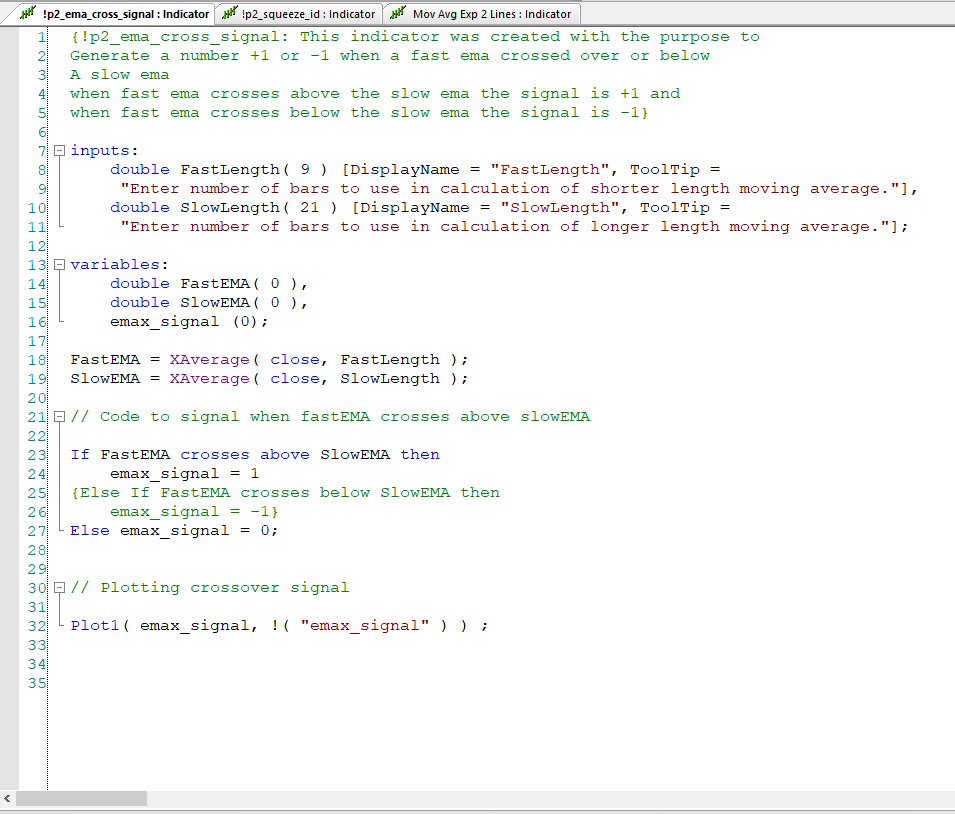 !p2_ema_cross_signal : Indicator !p2_squeeze_id : Indicator Mov Avg Exp 2 Lines : Indicator
1 {!p2_ema_cross_signal: This indicator was created with the purpose to
2 Generate a number +1 or -1 when a fast ema crossed over or below
3 A slow ema
4 when fast ema crosses above the slow ema the signal is +1 and
5 when fast ema crosses below the slow ema the signal is -1}
6
7 inputs:
8 double FastLength( 9 ) [DisplayName = "FastLength", ToolTip =
9 "Enter number of bars to use in calculation of shorter length moving average."],
10 double SlowLength( 21 ) [DisplayName = "SlowLength", ToolTip =
11 "Enter number of bars to use in calculation of longer length moving average."];
12
13 variables:
14 double FastEMA( 0 ),
15 double SlowEMA( 0 ),
16 emax_signal (0);
17
18 FastEMA = XAverage( close, FastLength );
19 SlowEMA = XAverage( close, SlowLength );
20
21 // Code to signal when fastEMA crosses above slowEMA
22
23 If FastEMA crosses above SlowEMA then
24 emax_signal = 1
25 {Else If FastEMA crosses below SlowEMA then
26 emax_signal = -1}
27 Else emax_signal = 0;
28
29
30 // Plotting crossover signal
31
32 Plot1( emax_signal, !( "emax_signal" ) ) ;
33
34
35